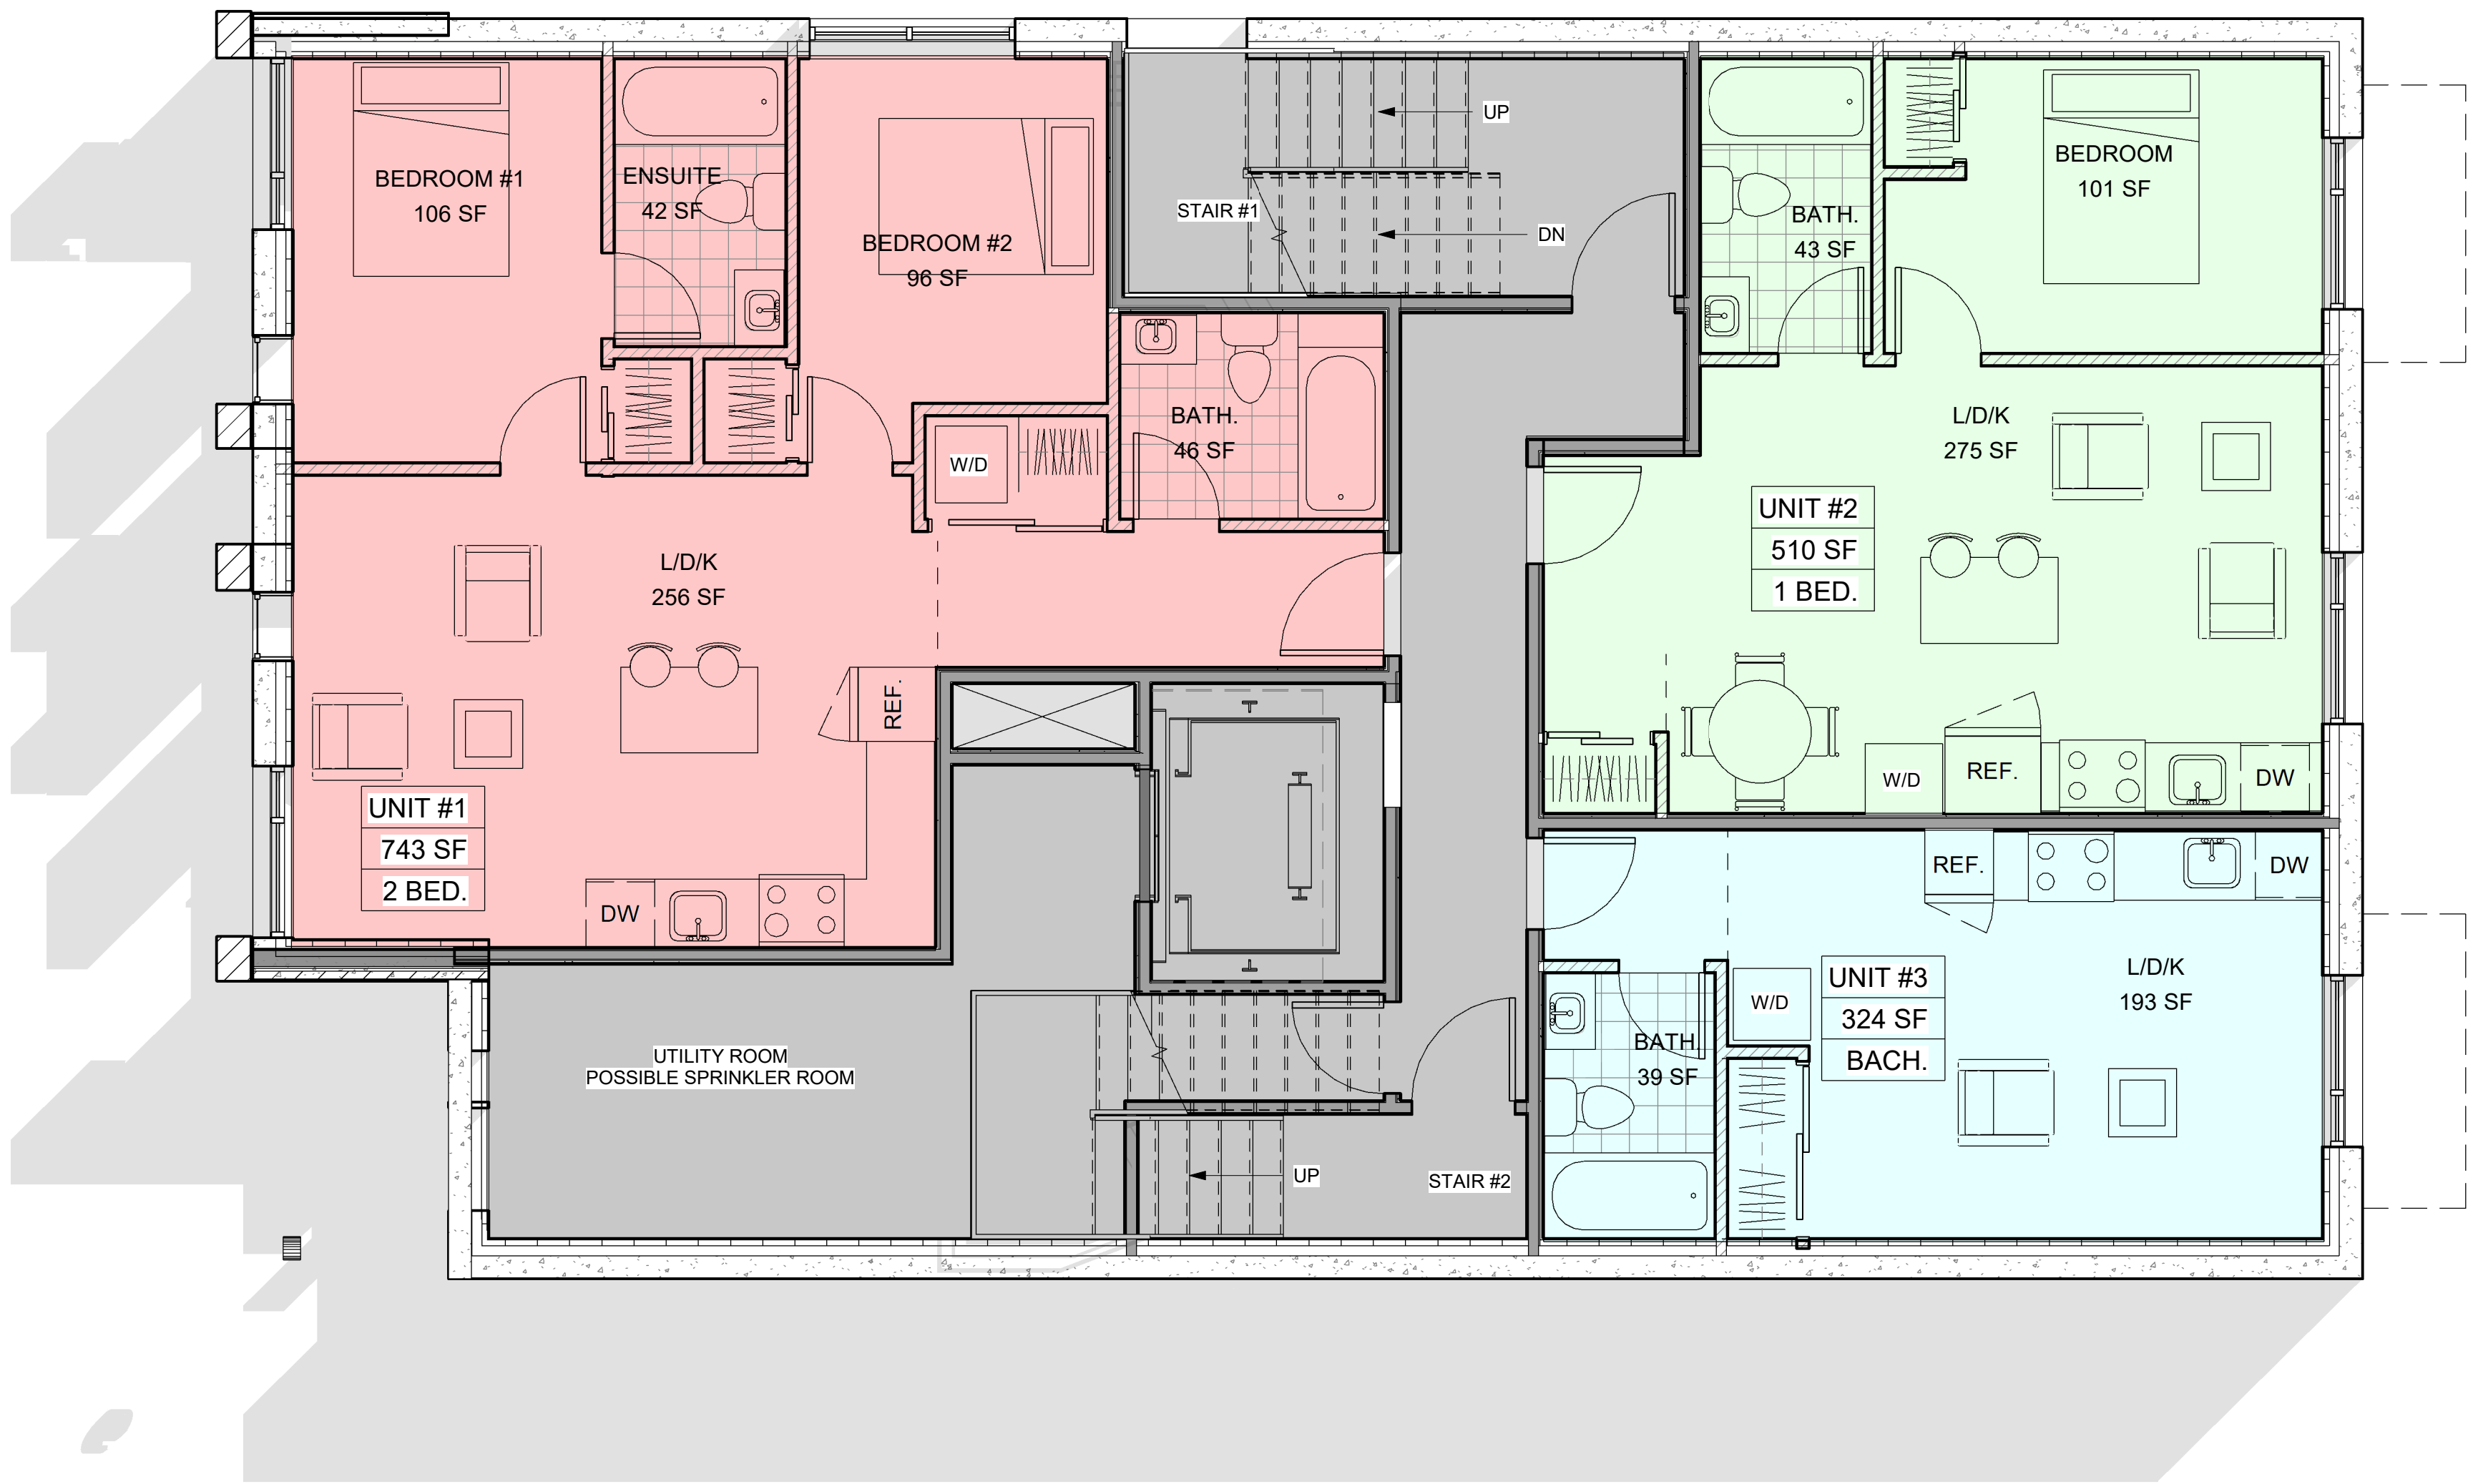 BEDROOM #1
106 SF
ENSUITE
42 SF
BEDROOM #2
96 SF
UP
STAIR #1
DN
BATH.
43 SF
BEDROOM
101 SF
W/D
BATH.
46 SF
L/D/K
275 SF
UNIT #2
510 SF
1 BED.
L/D/K
256 SF
REF.
UNIT #1
743 SF
2 BED.
DW
W/D
REF.
DW
REF.
DW
UNIT #3
324 SF
BACH.
L/D/K
193 SF
W/D
BATH.
39 SF
UTILITY ROOM
POSSIBLE SPRINKLER ROOM
UP
STAIR #2